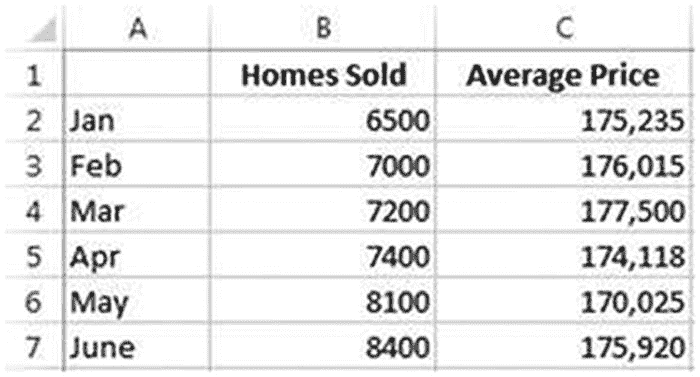 A B C
1 Homes Sold Average Price
2 Jan 6500 175,235
3 Feb 7000 176,015
4 Mar 7200 177,500
5 Apr 7400 174,118
6 May 8100 170,025
7 June 8400 175,920